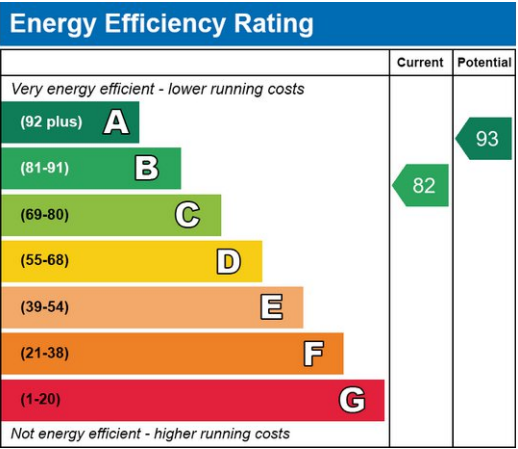 Energy Efficiency Rating
Current Potential
Very energy efficient - lower running costs
(92 plus) A
93
(81-91) B
82
(69-80) C
(55-68) D
(39-54) E
(21-38) F
(1-20) G
Not energy efficient - higher running costs